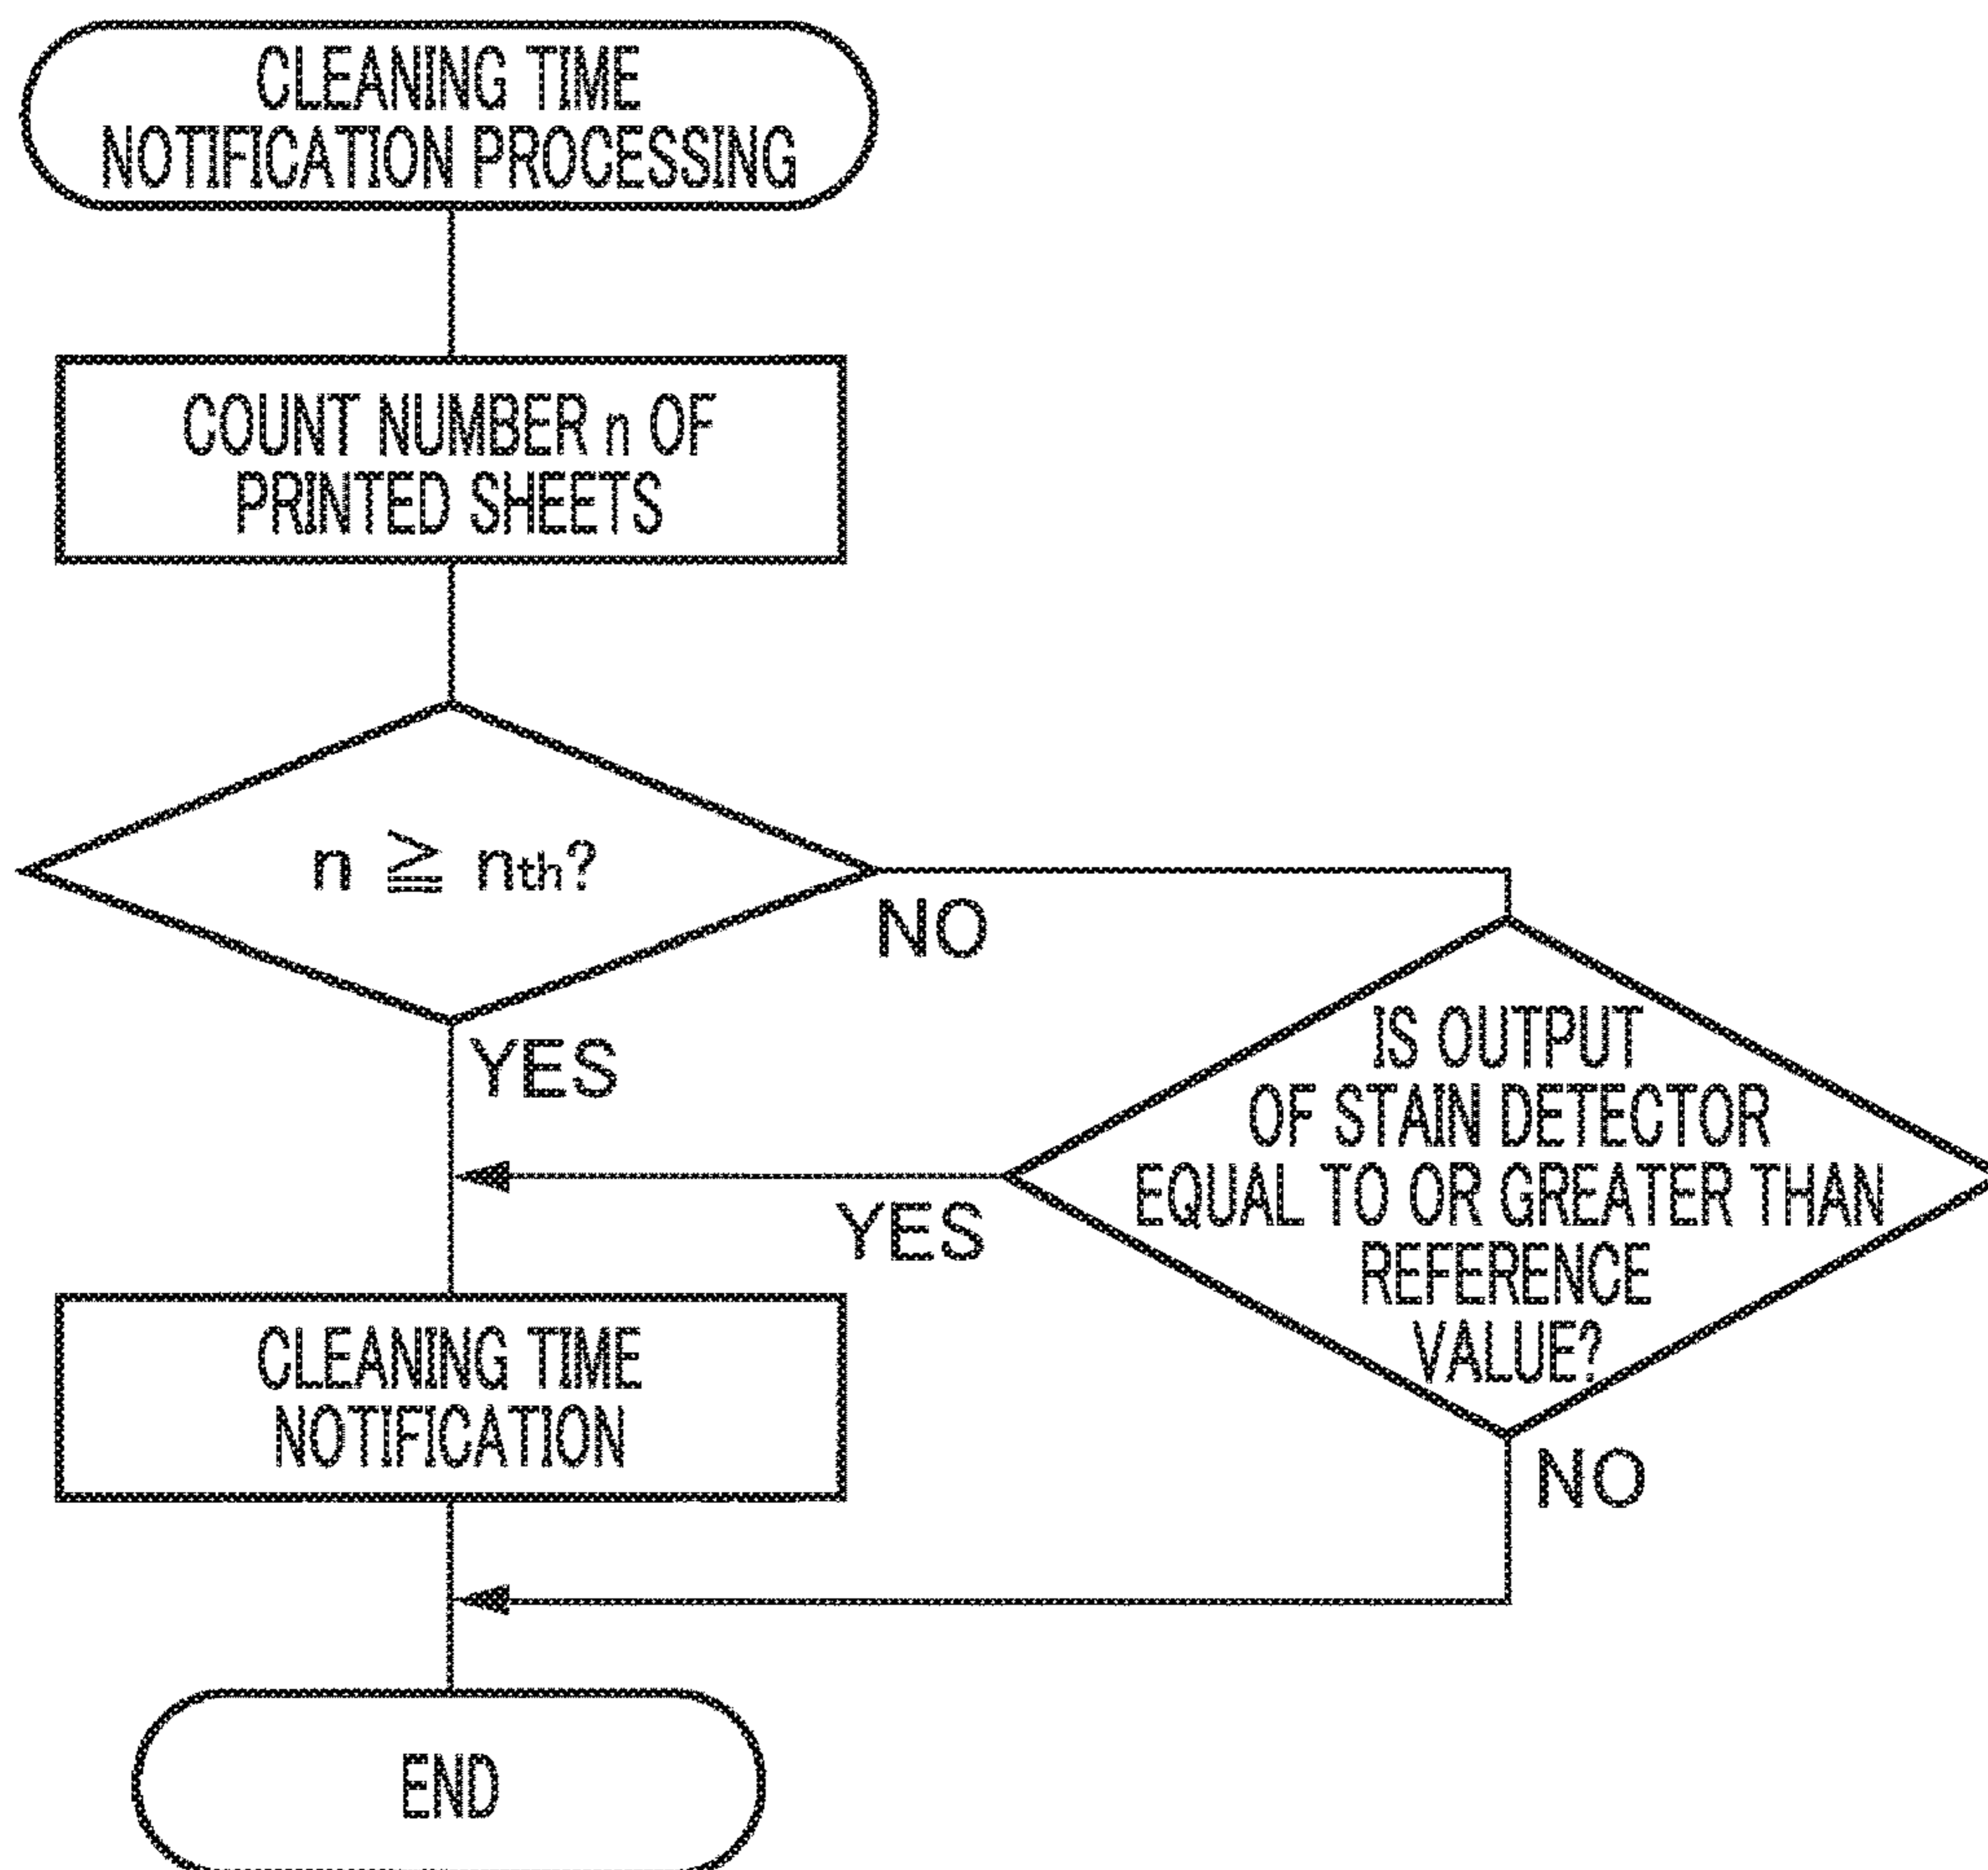 CLEANING TIME
NOTIFICATION PROCESSING
COUNT NUMBER n OF
PRINTED SHEETS
n ≧ nth?
NO
YES
IS OUTPUT
OF STAIN DETECTOR
EQUAL TO OR GREATER THAN
REFERENCE
VALUE?
YES
NO
CLEANING TIME
NOTIFICATION
END